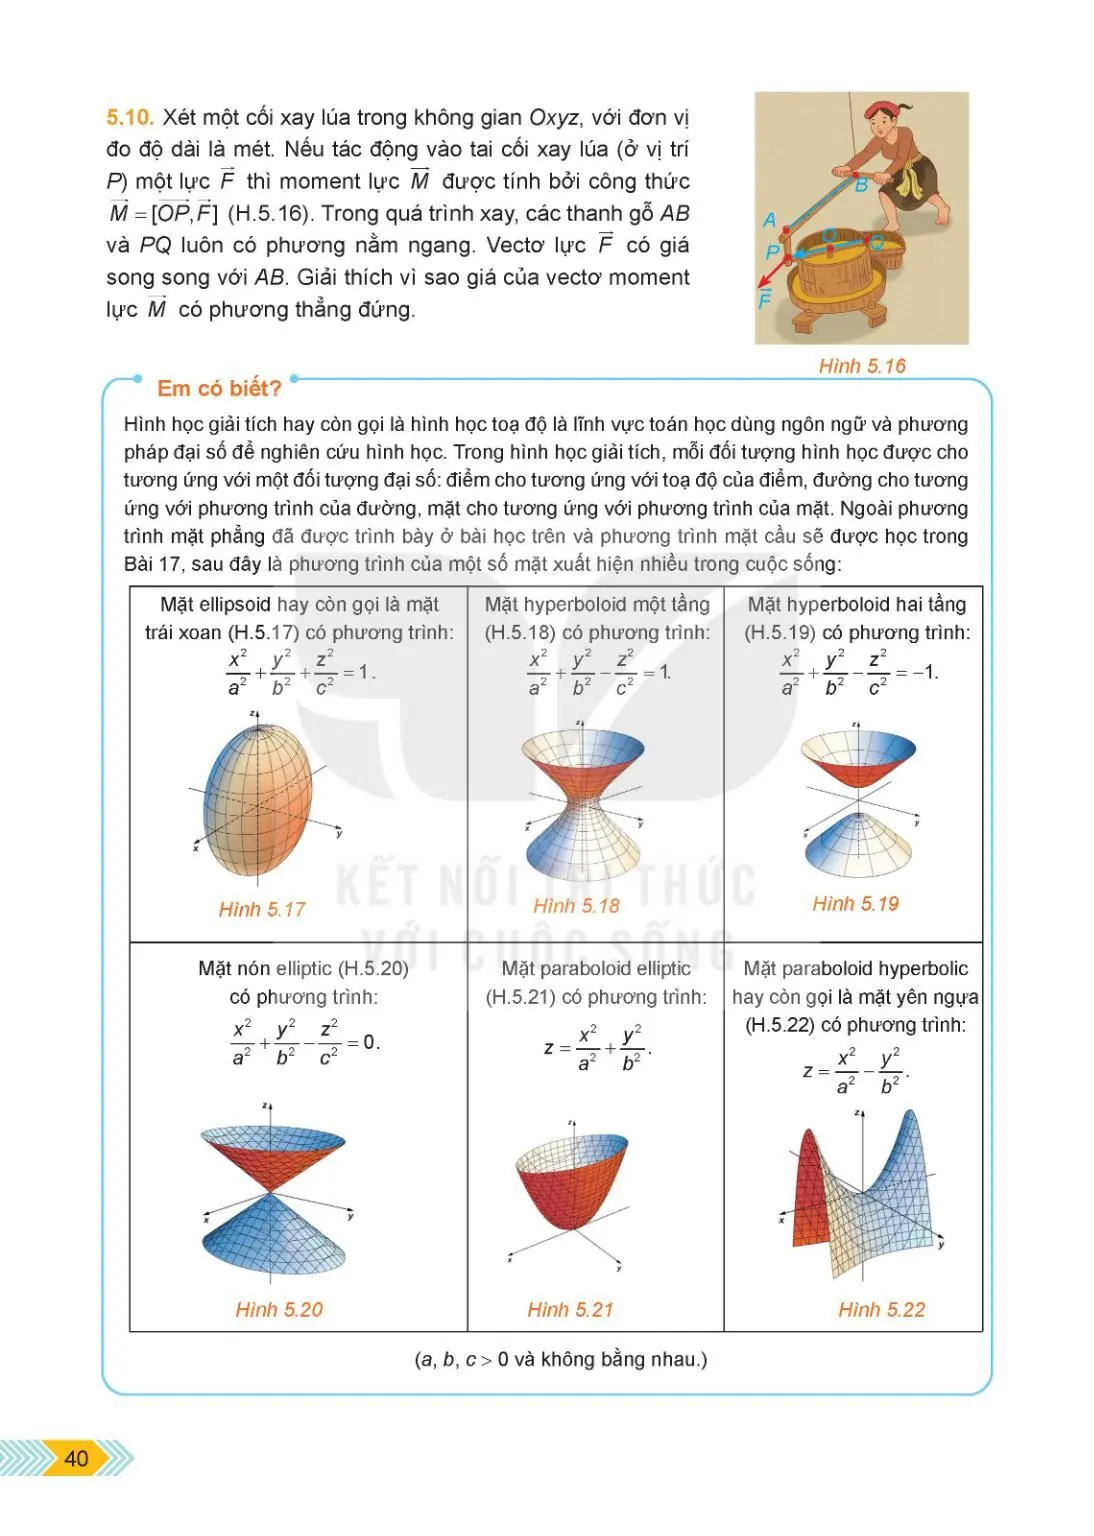 5.10. Xét một cối xay lúa trong không gian Oxyz, với đơn vị
đo độ dài là mét. Nếu tác động vào tai cối xay lúa (ở vị trí
P) một lực F⃗ thì moment lực M⃗ được tính bởi công thức
M⃗ = [OP⃗, F⃗] (H.5.16). Trong quá trình xay, các thanh gỗ AB
và PQ luôn có phương nằm ngang. Vectơ lực F⃗ có giá
song song với AB. Giải thích vì sao giá của vectơ moment
lực M⃗ có phương thẳng đứng.
B
A
O
Q
P
F⃗
Hình 5.16
Em có biết?
Hình học giải tích hay còn gọi là hình học toạ độ là lĩnh vực toán học dùng ngôn ngữ và phương
pháp đại số để nghiên cứu hình học. Trong hình học giải tích, mỗi đối tượng hình học được cho
tương ứng với một đối tượng đại số: điểm cho tương ứng với toạ độ của điểm, đường cho tương
ứng với phương trình của đường, mặt cho tương ứng với phương trình của mặt. Ngoài phương
trình mặt phẳng đã được trình bày ở bài học trên và phương trình mặt cầu sẽ được học trong
Bài 17, sau đây là phương trình của một số mặt xuất hiện nhiều trong cuộc sống:
Mặt ellipsoid hay còn gọi là mặt
trái xoan (H.5.17) có phương trình:
x²/a² + y²/b² + z²/c² = 1.
z
x
y
Hình 5.17
Mặt hyperboloid một tầng
(H.5.18) có phương trình:
x²/a² + y²/b² − z²/c² = 1.
z
x
y
Hình 5.18
Mặt hyperboloid hai tầng
(H.5.19) có phương trình:
x²/a² + y²/b² − z²/c² = −1.
z
x
y
Hình 5.19
KẾT NỐI TRI THỨC
VỚI CUỘC SỐNG
Mặt nón elliptic (H.5.20)
có phương trình:
x²/a² + y²/b² − z²/c² = 0.
z
x
y
Hình 5.20
Mặt paraboloid elliptic
(H.5.21) có phương trình:
z = x²/a² + y²/b².
z
x
y
Hình 5.21
Mặt paraboloid hyperbolic
hay còn gọi là mặt yên ngựa
(H.5.22) có phương trình:
z = x²/a² − y²/b².
z
x
y
Hình 5.22
(a, b, c > 0 và không bằng nhau.)
40